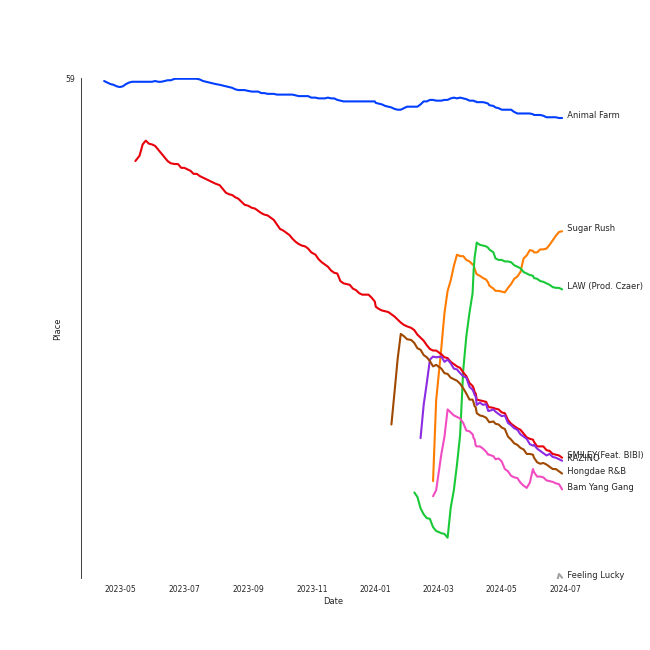 59
Animal Farm
Sugar Rush
LAW (Prod. Czaer)
Place
SMILEY(Feat. BIBI)
KAZINO
Hongdae R&B
Bam Yang Gang
Feeling Lucky
2023-05 2023-07 2023-09 2023-11 2024-01 2024-03 2024-05 2024-07
Date